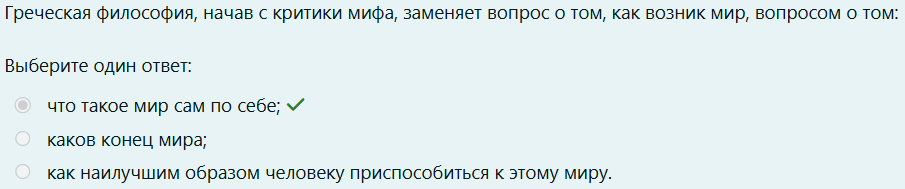 Греческая философия, начав с критики мифа, заменяет вопрос о том, как возник мир, вопросом о том:
Выберите один ответ:
что такое мир сам по себе;
каков конец мира;
как наилучшим образом человеку приспособиться к этому миру.